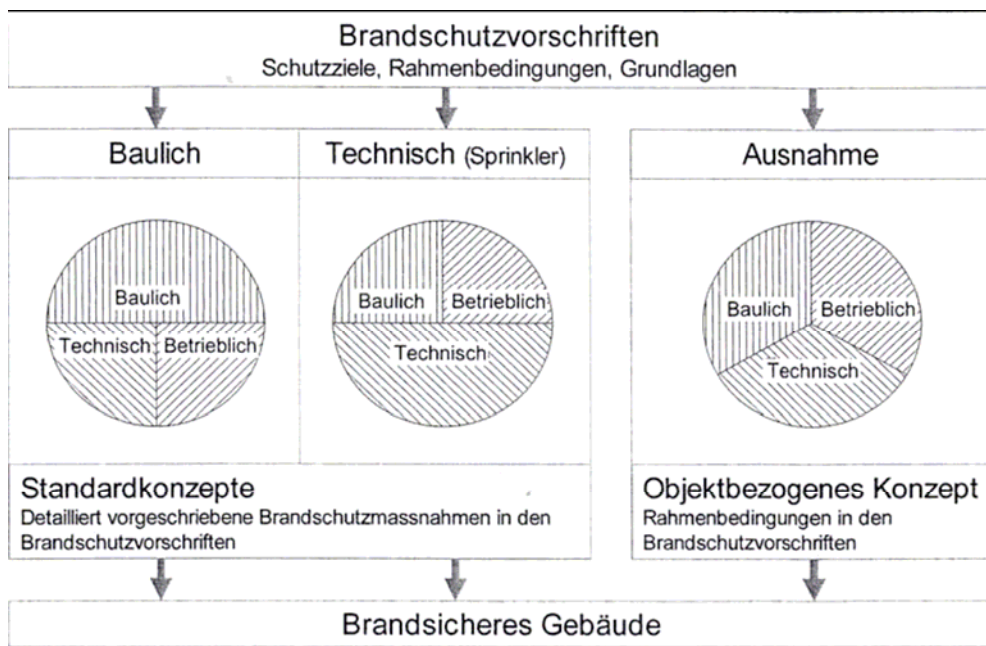 Brandschutzvorschriften
Schutzziele, Rahmenbedingungen, Grundlagen
Baulich
Technisch (Sprinkler)
Ausnahme
Baulich
Technisch
Betrieblich
Baulich
Betrieblich
Technisch
Baulich
Betrieblich
Technisch
Standardkonzepte
Detailliert vorgeschriebene Brandschutzmassnahmen in den
Brandschutzvorschriften
Objektbezogenes Konzept
Rahmenbedingungen in den
Brandschutzvorschriften
Brandsicheres Gebäude